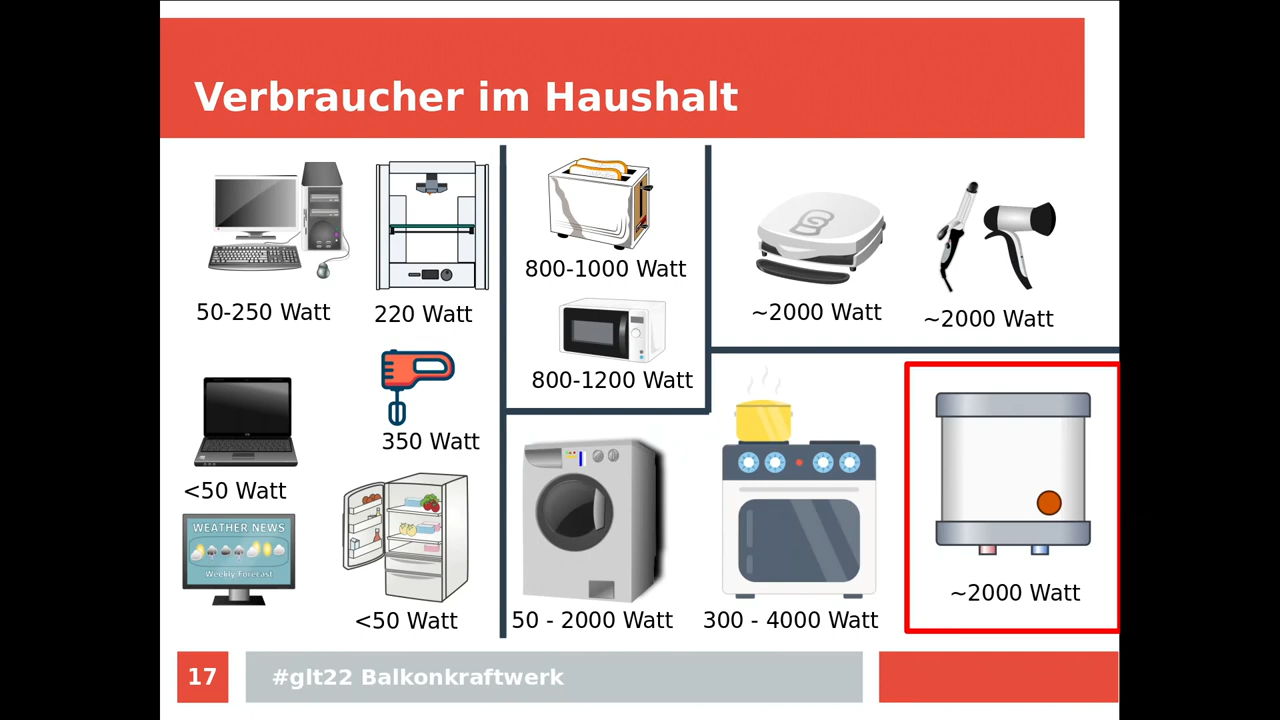 Verbraucher im Haushalt
50-250 Watt
220 Watt
350 Watt
<50 Watt
WEATHER NEWS
Weekly Forecast
<50 Watt
800-1000 Watt
800-1200 Watt
~2000 Watt
~2000 Watt
50 - 2000 Watt
300 - 4000 Watt
~2000 Watt
17
#glt22 Balkonkraftwerk